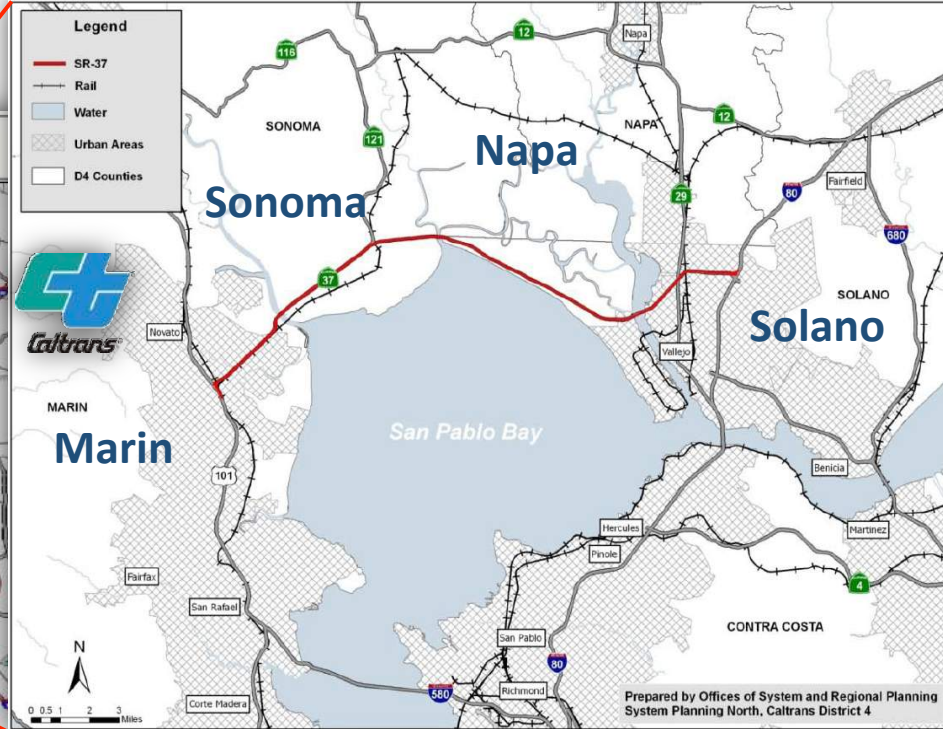 Legend
SR-37
Rail
Water
Urban Areas
D4 Counties
116
12
Napa
SONOMA
121
NAPA
12
Napa
Sonoma
29
80
Fairfield
680
37
SOLANO
Solano
Caltrans
Novato
Vallejo
MARIN
Marin
San Pablo Bay
101
Benicia
Hercules
Martinez
Pinole
Fairfax
4
San Rafael
CONTRA COSTA
N
San Pablo
80
580
Richmond
Corte Madera
0 0.5 1 2 3
Miles
Prepared by Offices of System and Regional Planning
System Planning North, Caltrans District 4